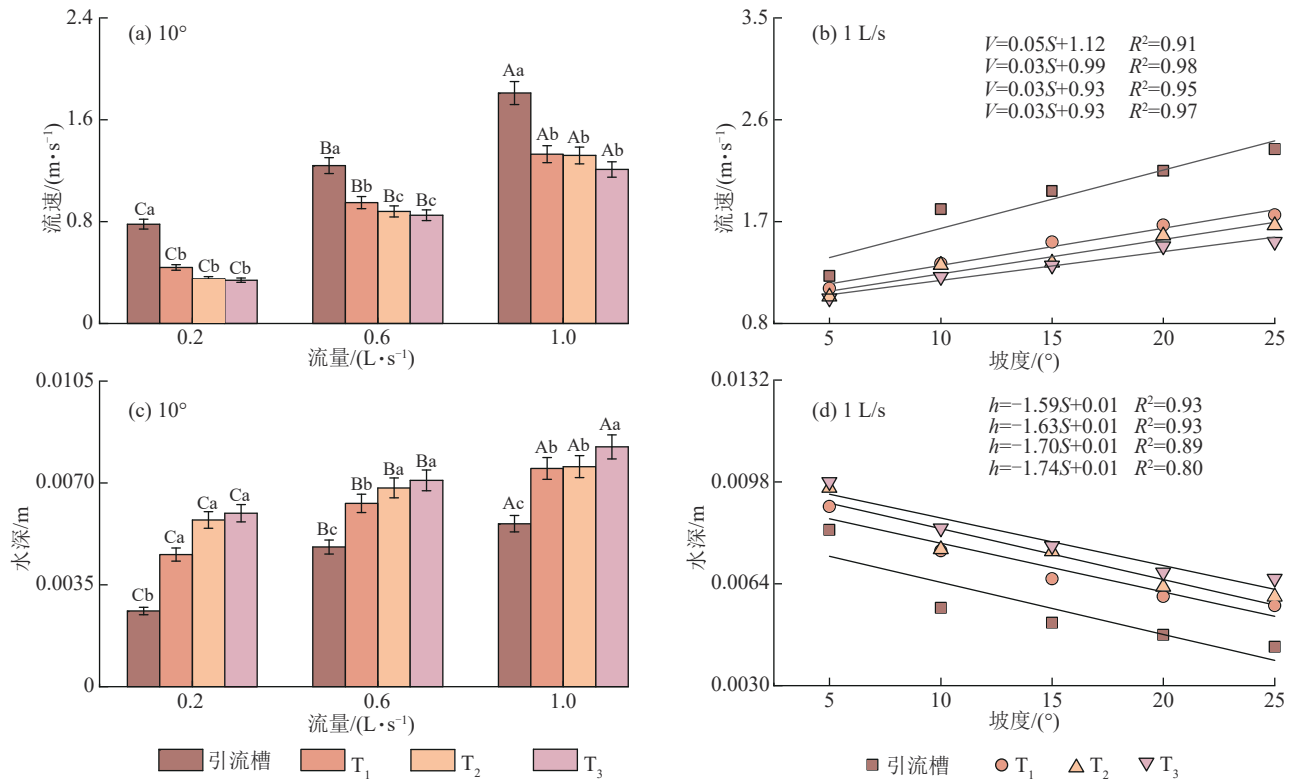 (a) 10°
流速/(m·s⁻¹)
2.4
1.6
0.8
0
Ca
Cb
Cb
Cb
Ba
Bb
Bc
Bc
Aa
Ab
Ab
Ab
0.2
0.6
1.0
流量/(L·s⁻¹)
(b) 1 L/s
V=0.05S+1.12 R²=0.91
V=0.03S+0.99 R²=0.98
V=0.03S+0.93 R²=0.95
V=0.03S+0.93 R²=0.97
流速/(m·s⁻¹)
3.5
2.6
1.7
0.8
5
10
15
20
25
坡度/(°)
(c) 10°
水深/m
0.0105
0.0070
0.0035
0
Cb
Ca
Ca
Ca
Bc
Bb
Ba
Ba
Ac
Ab
Ab
Aa
0.2
0.6
1.0
流量/(L·s⁻¹)
(d) 1 L/s
h=−1.59S+0.01 R²=0.93
h=−1.63S+0.01 R²=0.93
h=−1.70S+0.01 R²=0.89
h=−1.74S+0.01 R²=0.80
水深/m
0.0132
0.0098
0.0064
0.0030
5
10
15
20
25
坡度/(°)
引流槽 T₁ T₂ T₃
引流槽 T₁ T₂ T₃